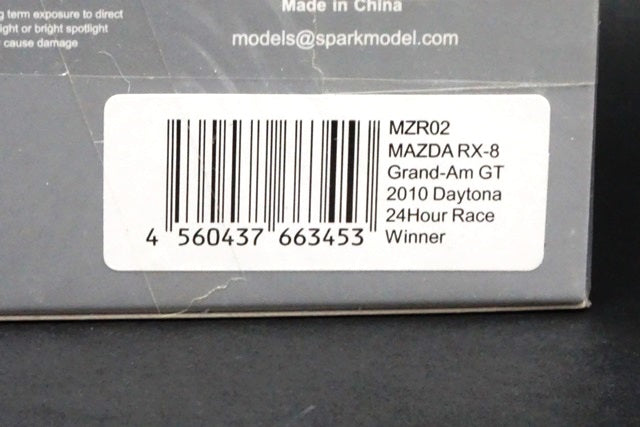 g term exposure to direct
ight or bright spotlight
cause damage
Made in China
models@sparkmodel.com
MZR02
MAZDA RX-8
Grand-Am GT
2010 Daytona
24Hour Race
Winner
4 560437 663453